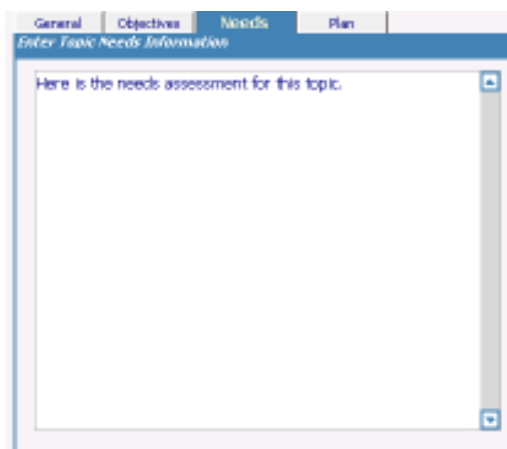 General Objectives Needs Plan
Enter Topic Needs Information
Here is the needs assessment for this topic.